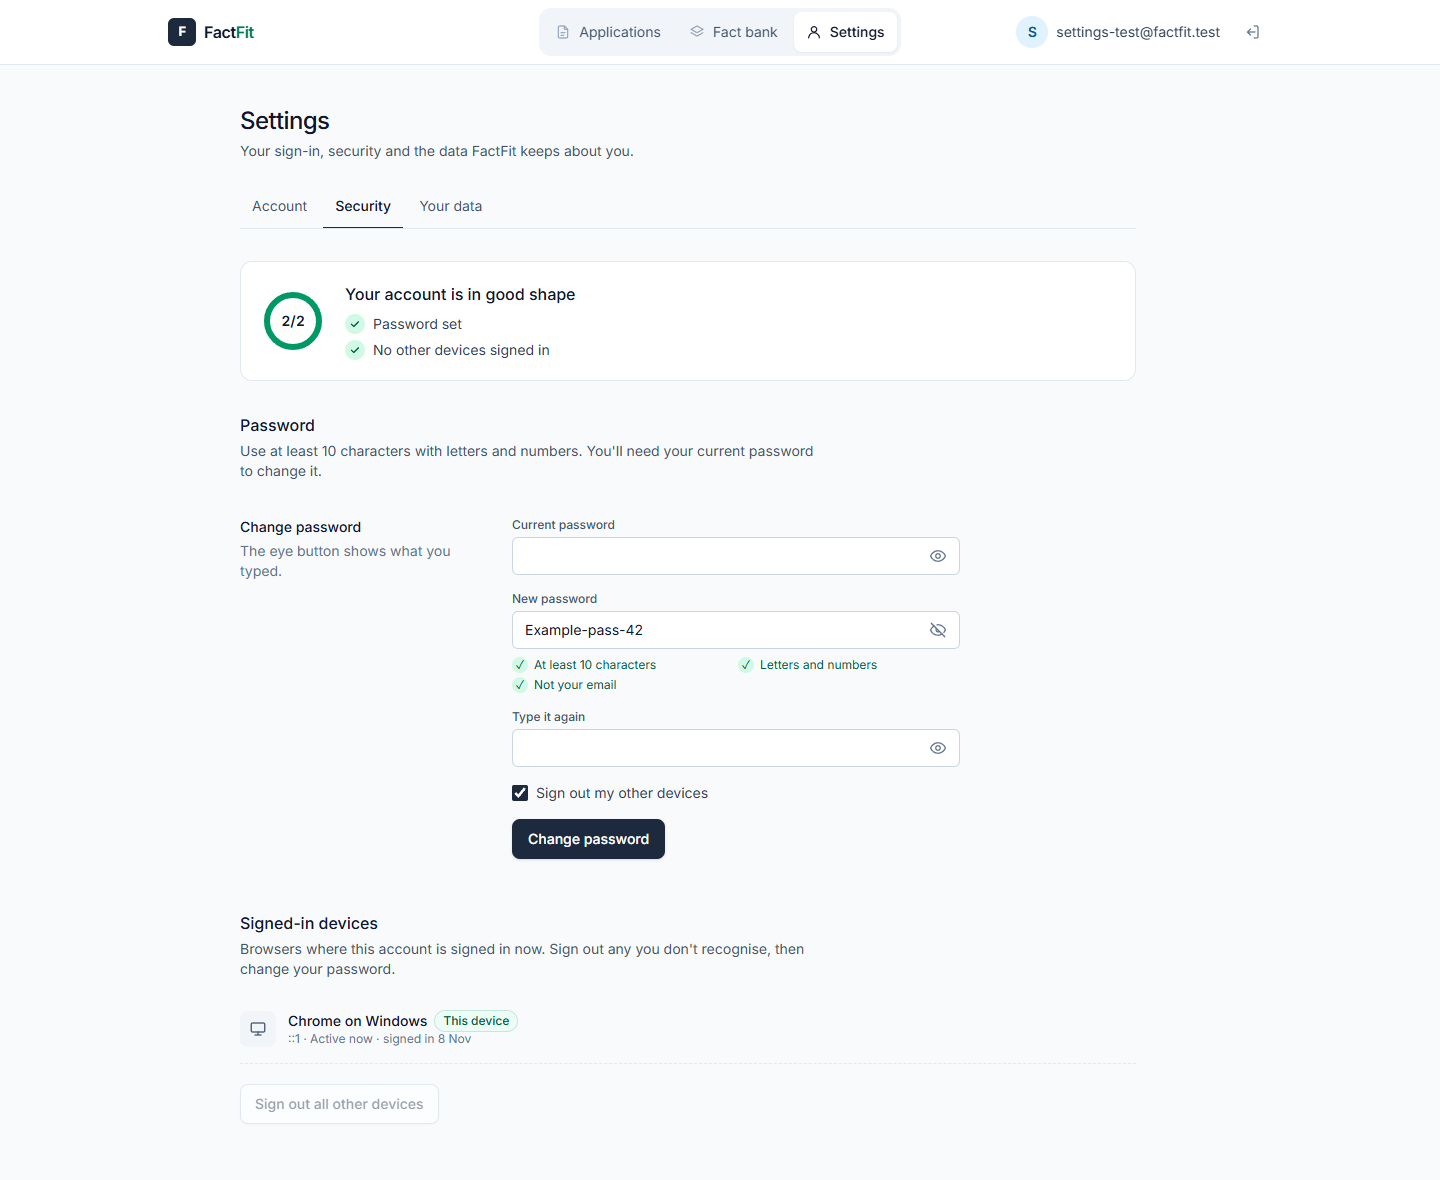 F FactFit
Applications
Fact bank
Settings
S settings-test@factfit.test
Settings
Your sign-in, security and the data FactFit keeps about you.
Account
Security
Your data
2/2
Your account is in good shape
Password set
No other devices signed in
Password
Use at least 10 characters with letters and numbers. You'll need your current password
to change it.
Change password
The eye button shows what you
typed.
Current password
New password
Example-pass-42
At least 10 characters
Letters and numbers
Not your email
Type it again
Sign out my other devices
Change password
Signed-in devices
Browsers where this account is signed in now. Sign out any you don't recognise, then
change your password.
Chrome on Windows This device
::1 · Active now · signed in 8 Nov
Sign out all other devices